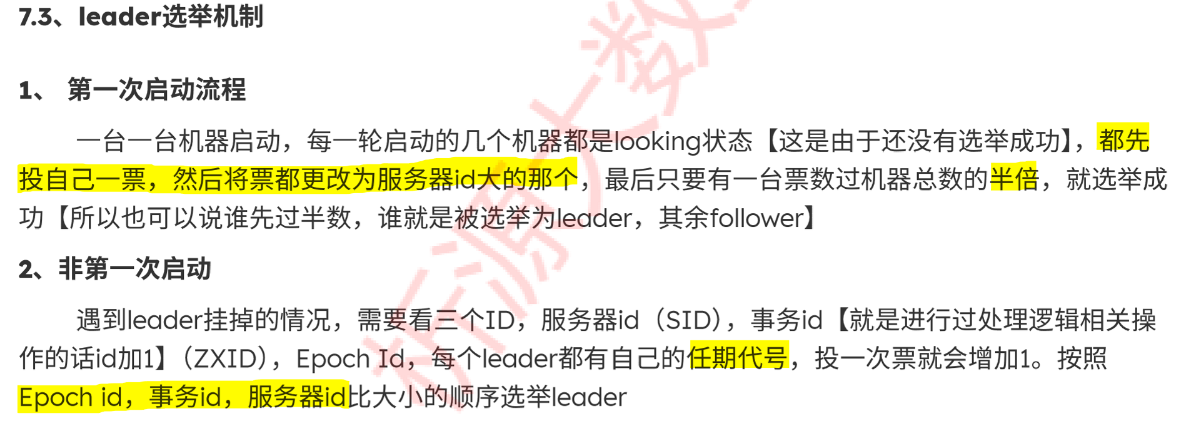 7.3、leader选举机制
1、 第一次启动流程
一台一台机器启动，每一轮启动的几个机器都是looking状态【这是由于还没有选举成功】，都先
投自己一票，然后将票都更改为服务器id大的那个，最后只要有一台票数过机器总数的半倍，就选举成
功【所以也可以说谁先过半数，谁就是被选举为leader，其余follower】
2、非第一次启动
遇到leader挂掉的情况，需要看三个ID，服务器id（SID），事务id【就是进行过处理逻辑相关操
作的话id加1】（ZXID），Epoch Id，每个leader都有自己的任期代号，投一次票就会增加1。按照
Epoch id，事务id，服务器id比大小的顺序选举leader
析源大数